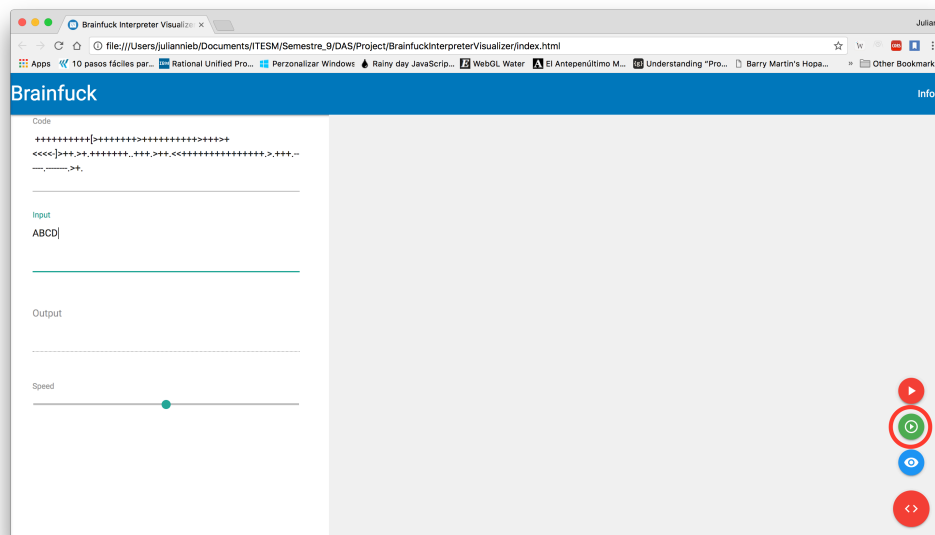 Brainfuck Interpreter Visualizer
Julian
file:///Users/juliannieb/Documents/ITESM/Semestre_9/DAS/Project/BrainfuckInterpreterVisualizer/index.html
Apps 10 pasos fáciles par... Rational Unified Pro... Perzonalizar Windows Rainy day JavaScrip... WebGL Water El Antepenúltimo M... Understanding "Pro... Barry Martin's Hopa... » Other Bookmark
Brainfuck
Info
Code
++++++++++[>+++++++>++++++++++>+++>+
<<<<-]>++.>+.+++++++..+++.>++.<<+++++++++++++++.>.+++.--
----.--------.>+.
Input
ABCD
Output
Speed